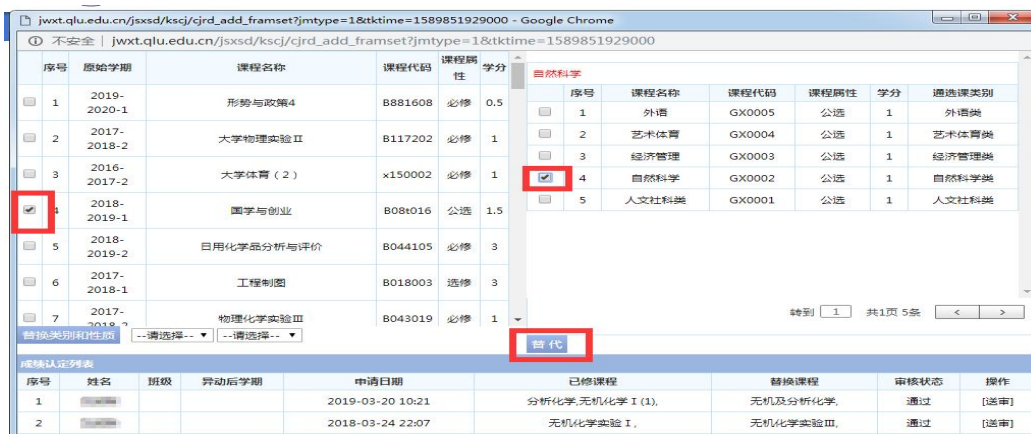 jwxt.qlu.edu.cn/jsxsd/kscj/cjrd_add_framset?jmtype=1&tktime=1589851929000 - Google Chrome
不安全 | jwxt.qlu.edu.cn/jsxsd/kscj/cjrd_add_framset?jmtype=1&tktime=1589851929000
序号 原始学期 课程名称 课程代码 课程属性 学分
1 2019-2020-1 形势与政策4 B881608 必修 0.5
2 2017-2018-2 大学物理实验II B117202 必修 1
3 2016-2017-2 大学体育（2） x150002 必修 1
4 2018-2019-1 国学与创业 B08t016 公选 1.5
5 2018-2019-2 日用化学品分析与评价 B044105 必修 3
6 2017-2018-1 工程制图 B018003 选修 3
7 2017-2018-2 物理化学实验III B043019 必修 1
自然科学
序号 课程名称 课程代码 课程属性 学分 通选课类别
1 外语 GX0005 公选 1 外语类
2 艺术体育 GX0004 公选 1 艺术体育类
3 经济管理 GX0003 公选 1 经济管理类
4 自然科学 GX0002 公选 1 自然科学类
5 人文社科类 GX0001 公选 1 人文社科类
转到 1 共1页 5条 < >
替换类别和性质 --请选择-- --请选择--
替代
成绩认定列表
序号 姓名 班级 异动后学期 申请日期 已修课程 替换课程 审核状态 操作
1 2019-03-20 10:21 分析化学,无机化学 I (1), 无机及分析化学, 通过 [送审]
2 2018-03-24 22:07 无机化学实验 I , 无机化学实验III, 通过 [送审]